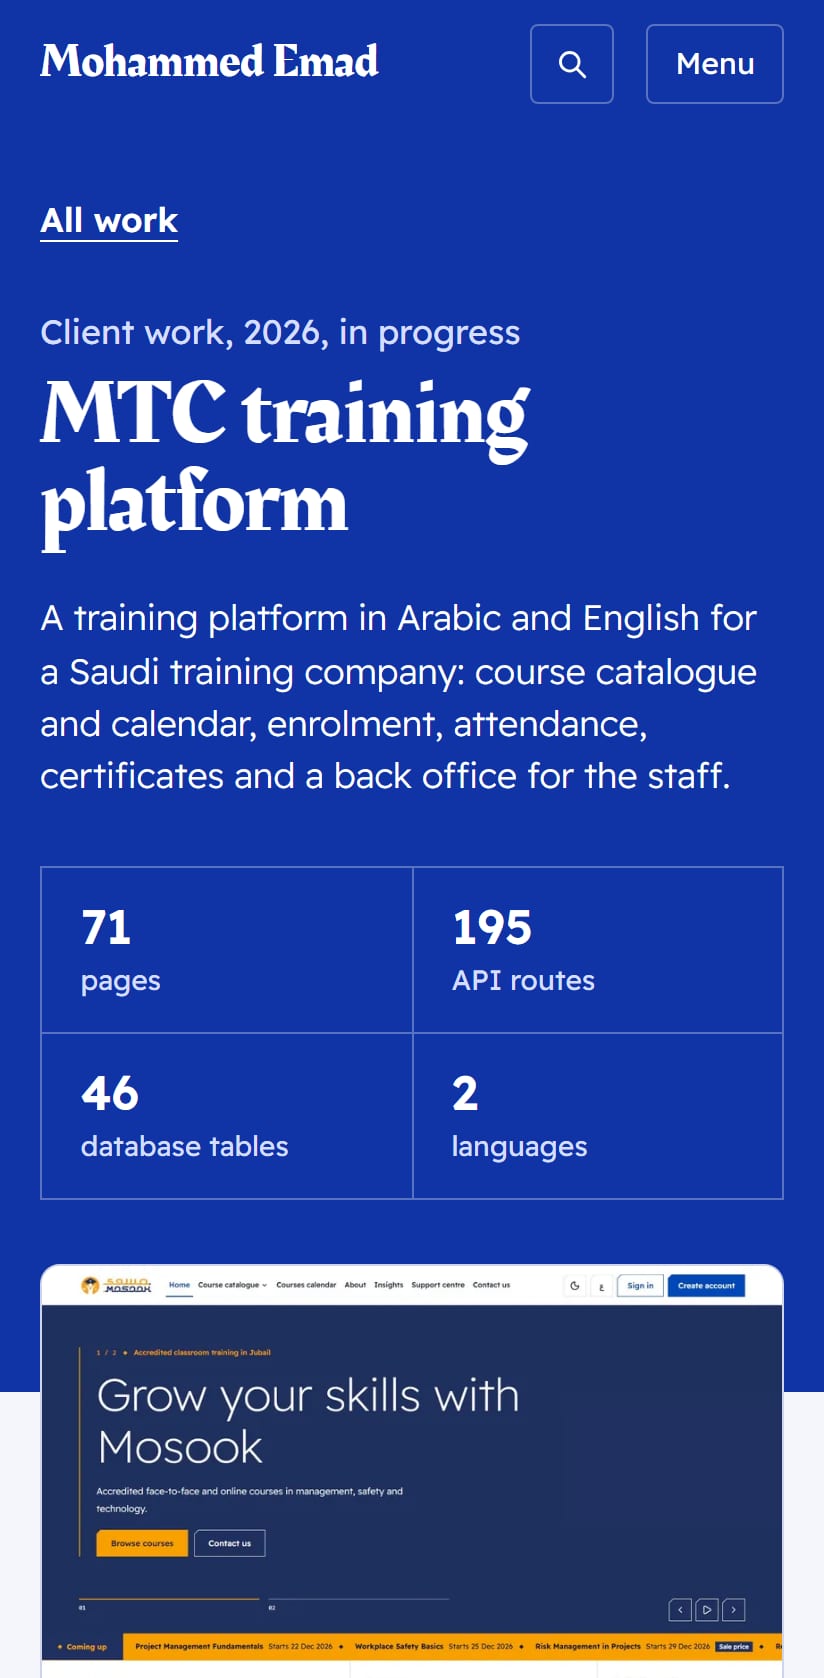 Mohammed Emad
Menu
All work
Client work, 2026, in progress
MTC training
platform
A training platform in Arabic and English for
a Saudi training company: course catalogue
and calendar, enrolment, attendance,
certificates and a back office for the staff.
71
pages
195
API routes
46
database tables
2
languages
MOSOOK
Home Course catalogue Courses calendar About Insights Support centre Contact us
ع
Sign in
Create account
1 / 2 • Accredited classroom training in Jubail
Grow your skills with
Mosook
Accredited face-to-face and online courses in management, safety and
technology.
Browse courses
Contact us
01
02
Coming up
Project Management Fundamentals Starts 22 Dec 2026 Workplace Safety Basics Starts 25 Dec 2026 Risk Management in Projects Starts 29 Dec 2026 Sale price